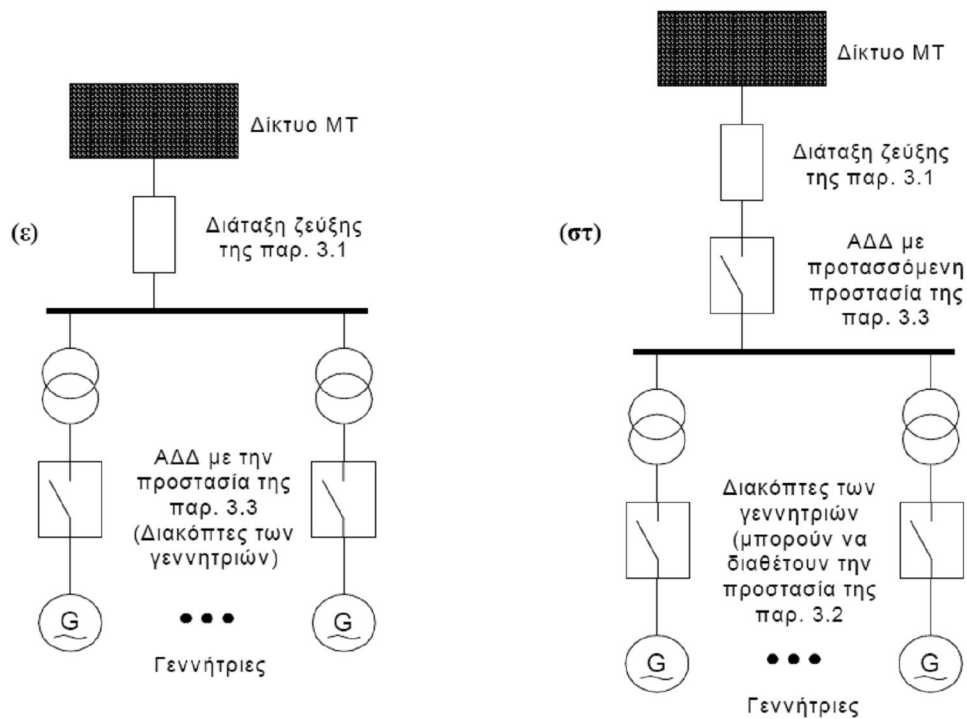 Δίκτυο ΜΤ
(ε)
Διάταξη ζεύξης
της παρ. 3.1
ΑΔΔ με την
προστασία της
παρ. 3.3
(Διακόπτες των
γεννητριών)
G
G
Γεννήτριες
Δίκτυο ΜΤ
Διάταξη ζεύξης
της παρ. 3.1
(στ)
ΑΔΔ με
προτασσόμενη
προστασία της
παρ. 3.3
Διακόπτες των
γεννητριών
(μπορούν να
διαθέτουν την
προστασία της
παρ. 3.2
G
G
Γεννήτριες